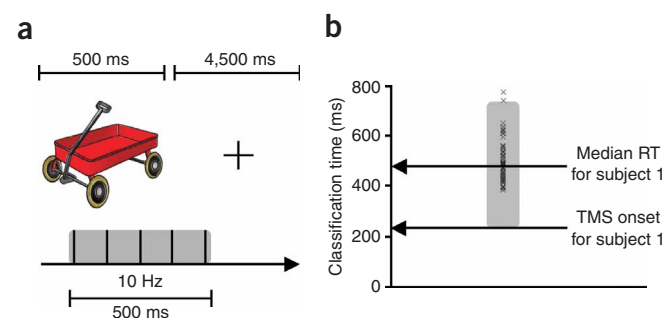 a
500 ms
4,500 ms
10 Hz
500 ms
b
Classification time (ms)
800
600
400
200
0
Median RT
for subject 1
TMS onset
for subject 1